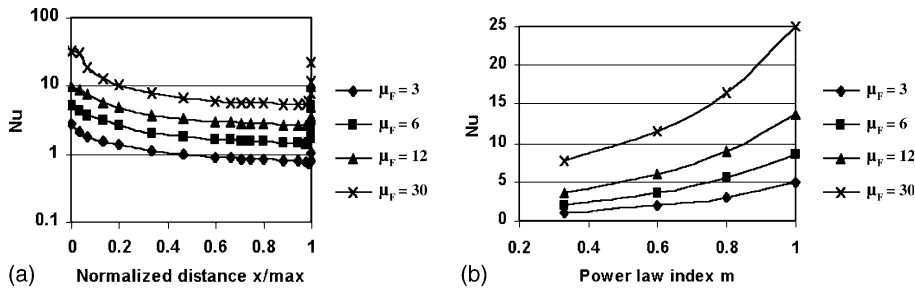 100
10
1
0.1
Nu
0 0.2 0.4 0.6 0.8 1
(a) Normalized distance x/max
μF = 3
μF = 6
μF = 12
μF = 30
25
20
15
10
5
0
Nu
0.2 0.4 0.6 0.8 1
(b) Power law index m
μF = 3
μF = 6
μF = 12
μF = 30